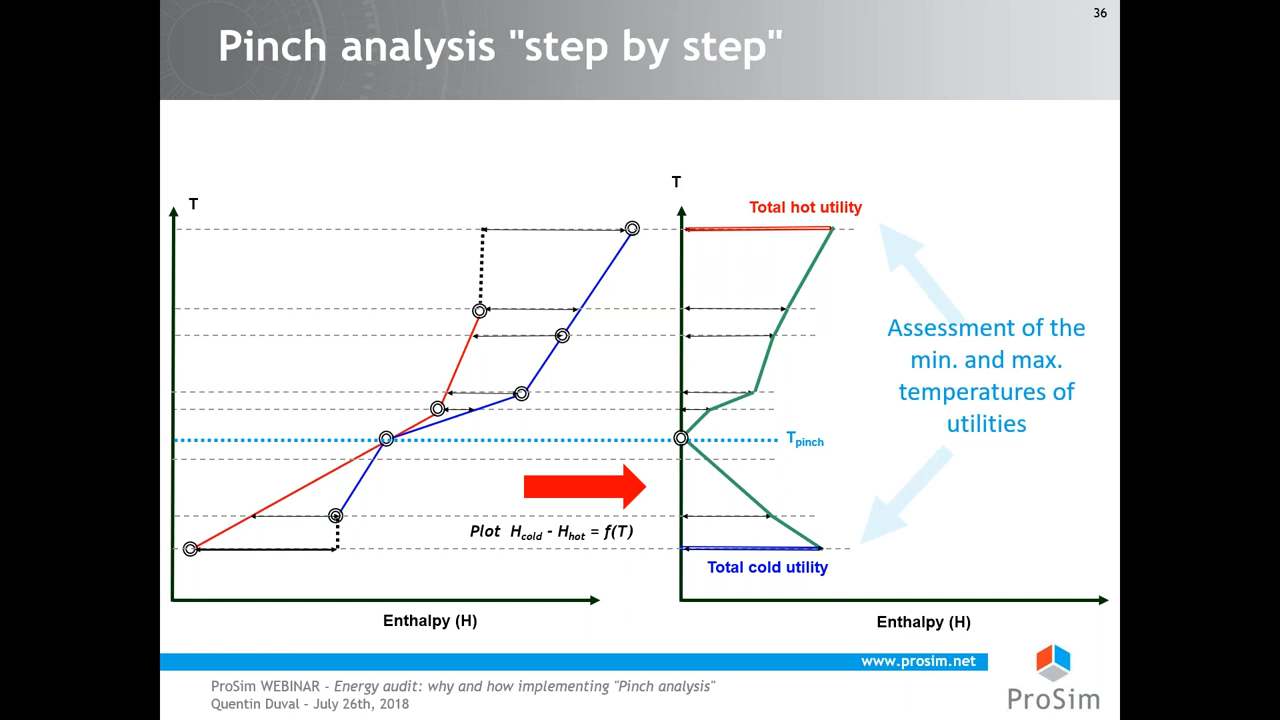 36
Pinch analysis "step by step"
T
T
Total hot utility
Assessment of the
min. and max.
temperatures of
utilities
Tpinch
Plot Hcold - Hhot = f(T)
Total cold utility
Enthalpy (H)
Enthalpy (H)
www.prosim.net
ProSim WEBINAR - Energy audit: why and how implementing "Pinch analysis"
Quentin Duval - July 26th, 2018
ProSim